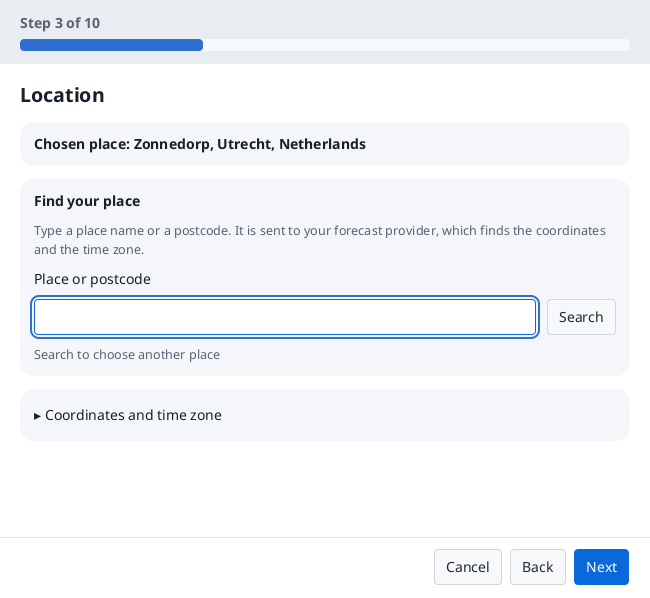 Step 3 of 10
Location
Chosen place: Zonnedorp, Utrecht, Netherlands
Find your place
Type a place name or a postcode. It is sent to your forecast provider, which finds the coordinates
and the time zone.
Place or postcode
Search
Search to choose another place
▸ Coordinates and time zone
Cancel
Back
Next